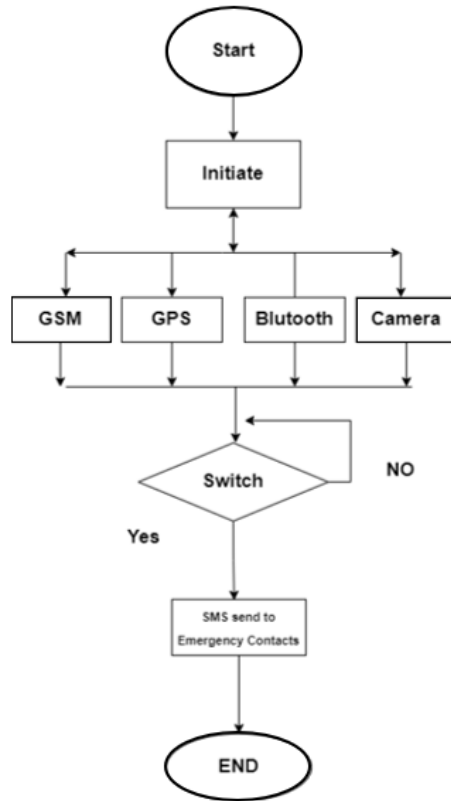 Start
Initiate
GSM
GPS
Blutooth
Camera
Switch
NO
Yes
SMS send to
Emergency Contacts
END